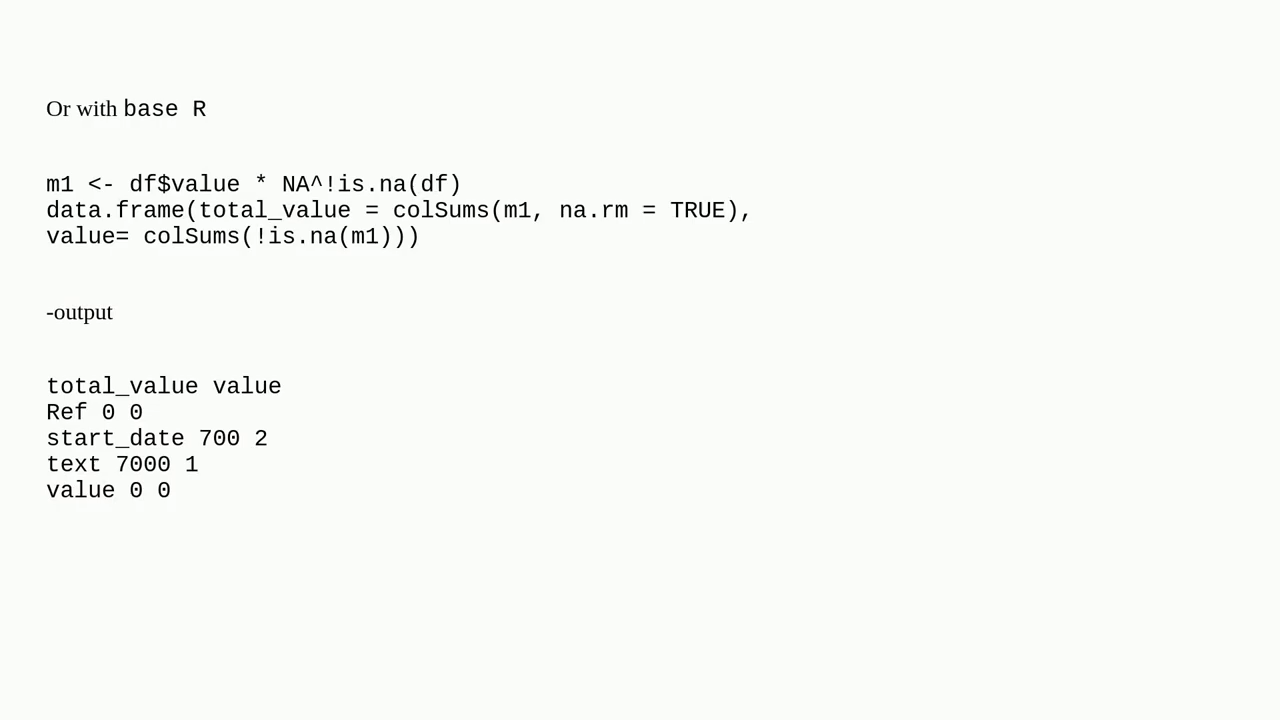 Or with base R
m1 <- df$value * NA^!is.na(df)
data.frame(total_value = colSums(m1, na.rm = TRUE),
value= colSums(!is.na(m1)))
-output
total_value value
Ref 0 0
start_date 700 2
text 7000 1
value 0 0